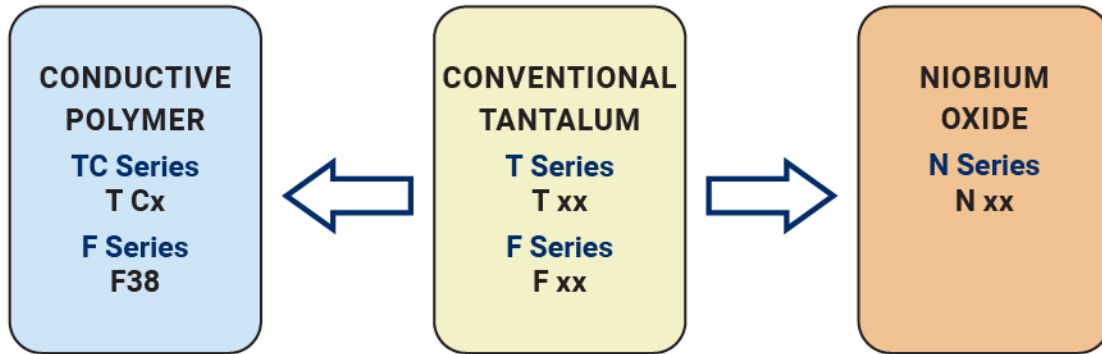 CONDUCTIVE
POLYMER
TC Series
T Cx
F Series
F38
CONVENTIONAL
TANTALUM
T Series
T xx
F Series
F xx
NIOBIUM
OXIDE
N Series
N xx